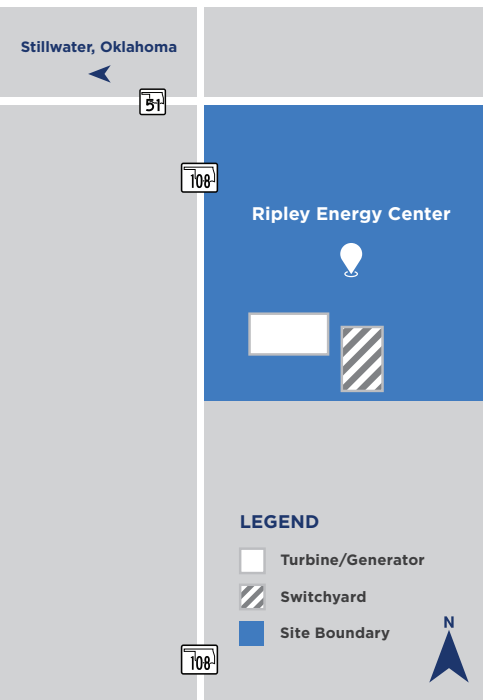 Stillwater, Oklahoma
51
108
Ripley Energy Center
LEGEND
Turbine/Generator
Switchyard
Site Boundary
N
108